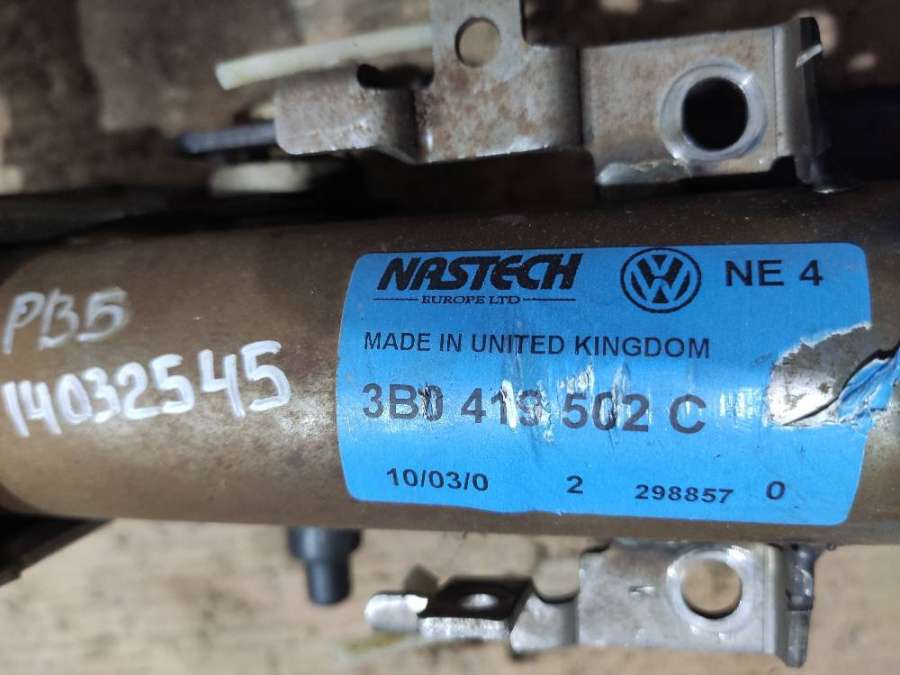 NASTECH
EUROPE LTD
NE 4
MADE IN UNITED KINGDOM
3B0 419 502 C
10/03/0 2 298857 0
PB5
14032545